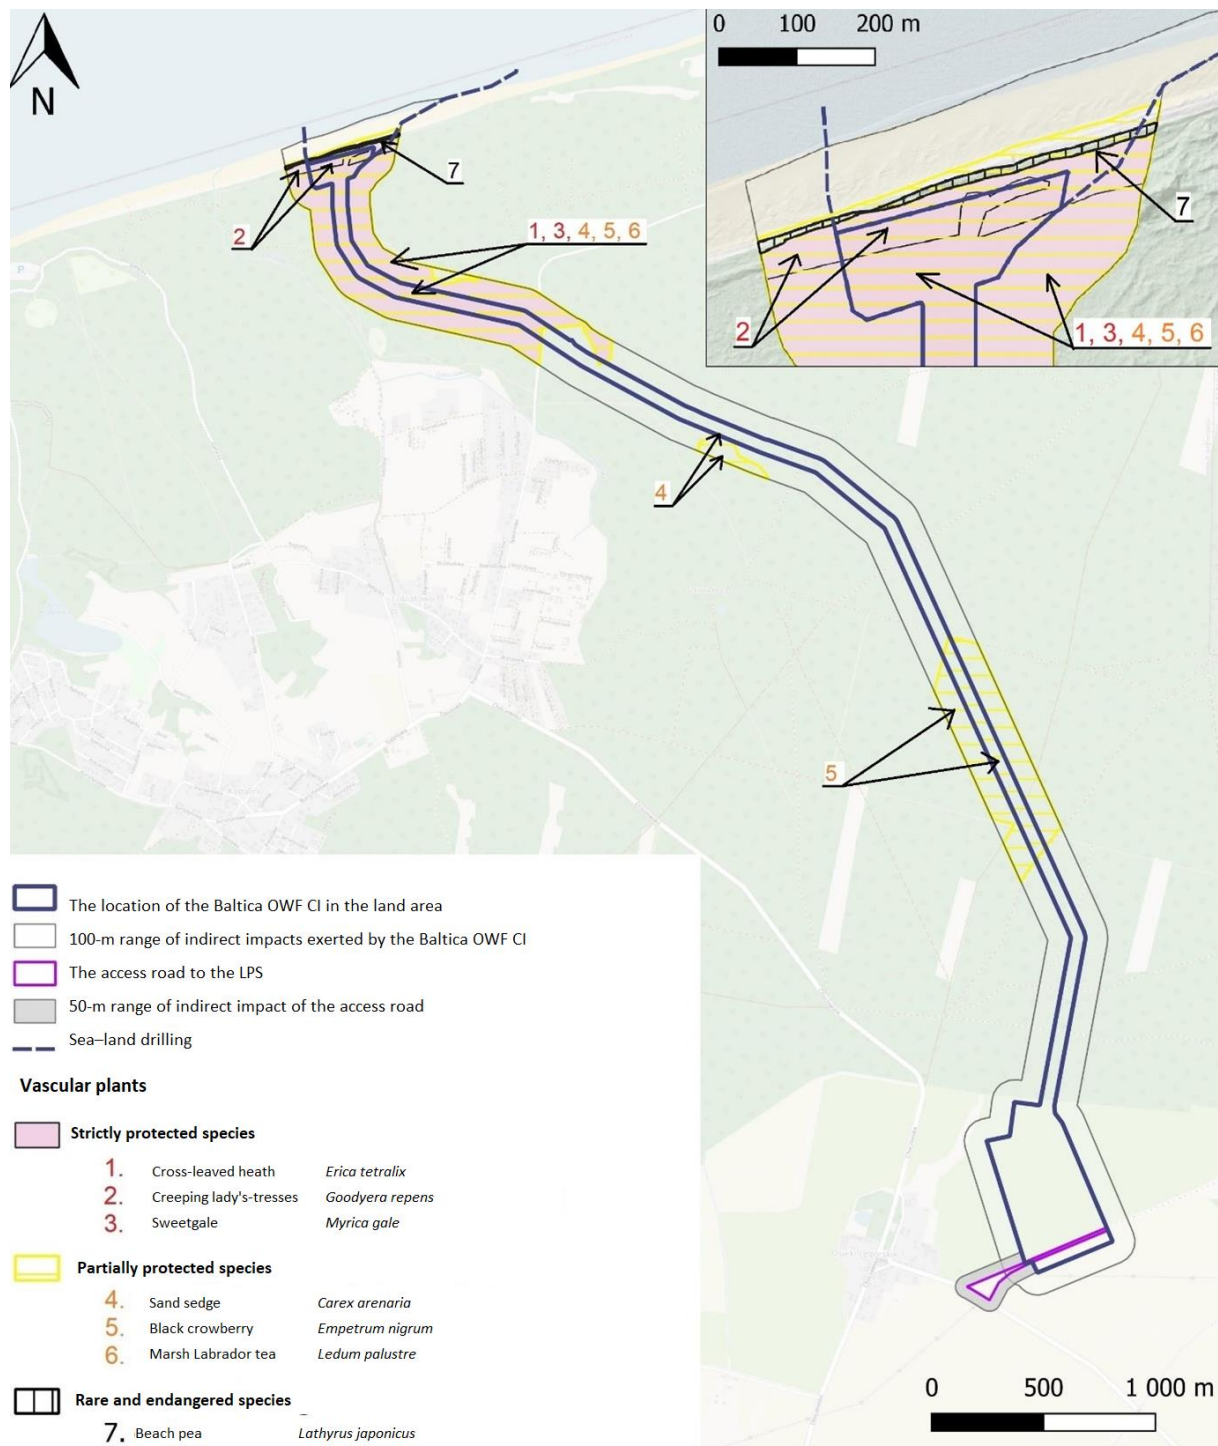 0 100 200 m
N
7
2
1, 3, 4, 5, 6
7
2
1, 3, 4, 5, 6
4
5
P
The location of the Baltica OWF CI in the land area
100-m range of indirect impacts exerted by the Baltica OWF CI
The access road to the LPS
50-m range of indirect impact of the access road
Sea–land drilling
Vascular plants
Strictly protected species
1. Cross-leaved heath Erica tetralix
2. Creeping lady's-tresses Goodyera repens
3. Sweetgale Myrica gale
Partially protected species
4. Sand sedge Carex arenaria
5. Black crowberry Empetrum nigrum
6. Marsh Labrador tea Ledum palustre
Rare and endangered species
7. Beach pea Lathyrus japonicus
0 500 1 000 m